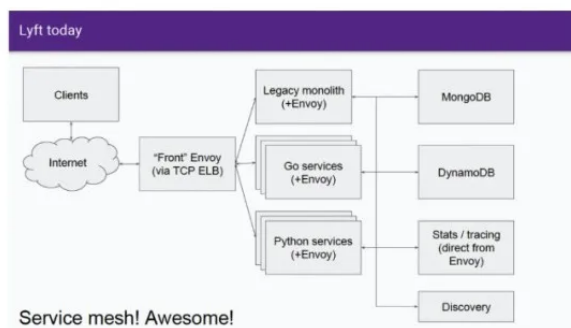 Lyft today
Clients
Internet
"Front" Envoy
(via TCP ELB)
Legacy monolith
(+Envoy)
Go services
(+Envoy)
Python services
(+Envoy)
MongoDB
DynamoDB
Stats / tracing
(direct from
Envoy)
Discovery
Service mesh! Awesome!